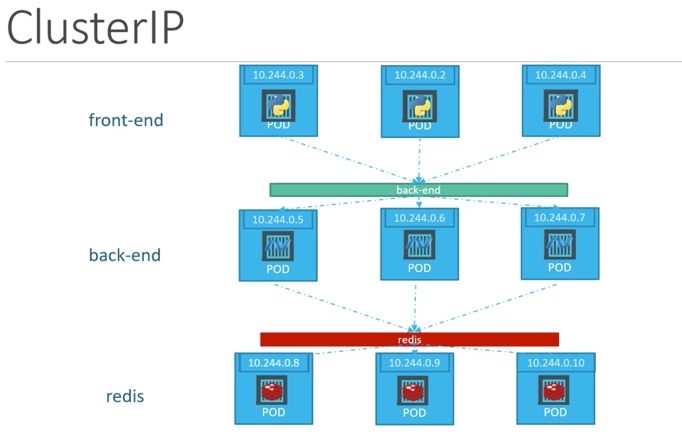 ClusterIP
10.244.0.3 10.244.0.2 10.244.0.4
front-end
POD POD POD
back-end
10.244.0.5 10.244.0.6 10.244.0.7
back-end
POD POD POD
redis
10.244.0.8 10.244.0.9 10.244.0.10
redis
POD POD POD